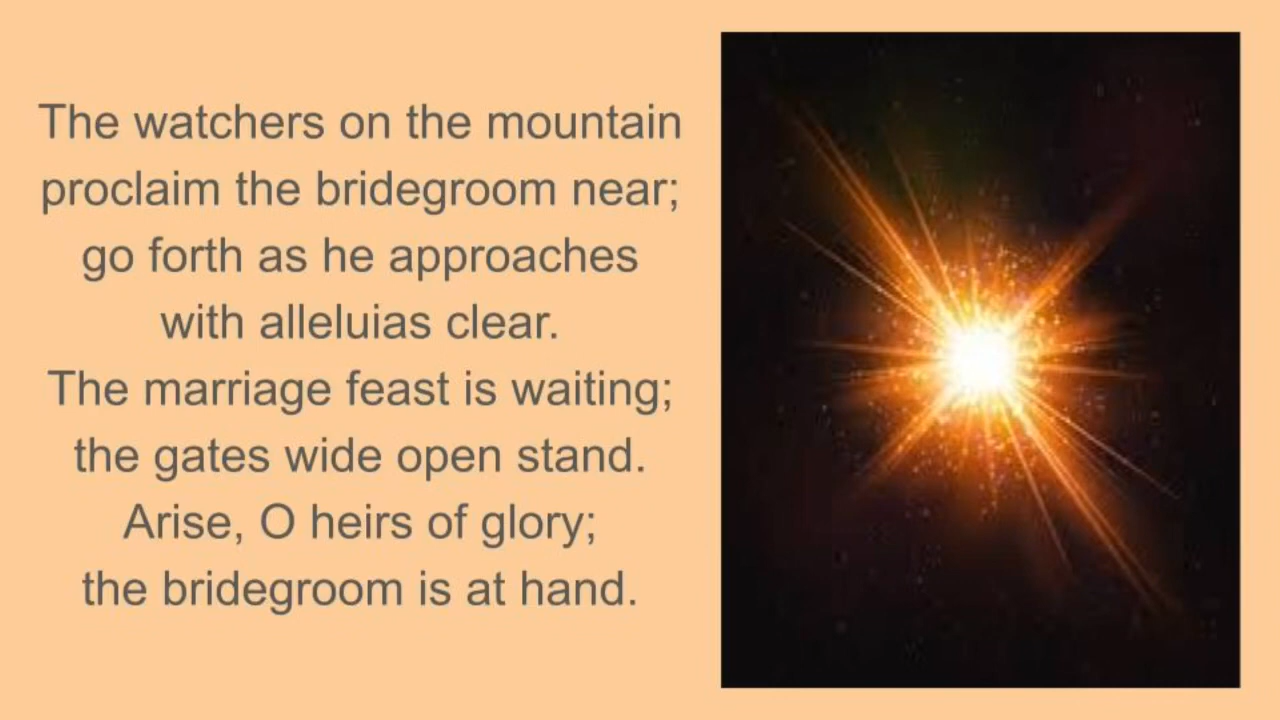 The watchers on the mountain
proclaim the bridegroom near;
go forth as he approaches
with alleluias clear.
The marriage feast is waiting;
the gates wide open stand.
Arise, O heirs of glory;
the bridegroom is at hand.